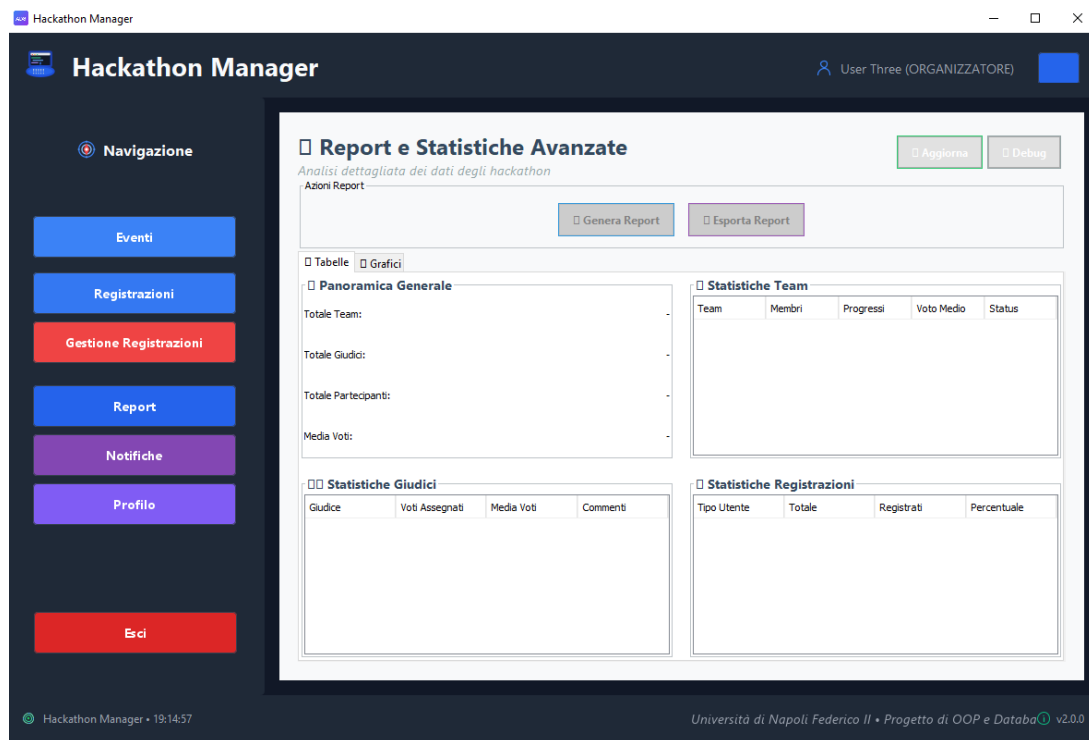 Hackathon Manager
Hackathon Manager
User Three (ORGANIZZATORE)
Navigazione
Eventi
Registrazioni
Gestione Registrazioni
Report
Notifiche
Profilo
Esci
Report e Statistiche Avanzate
Analisi dettagliata dei dati degli hackathon
Aggiorna
Debug
Azioni Report
Genera Report
Esporta Report
Tabelle
Grafici
Panoramica Generale
Totale Team: -
Totale Giudici: -
Totale Partecipanti: -
Media Voti: -
Statistiche Team
Team Membri Progressi Voto Medio Status
Statistiche Giudici
Giudice Voti Assegnati Media Voti Commenti
Statistiche Registrazioni
Tipo Utente Totale Registrati Percentuale
Hackathon Manager • 19:14:57
Università di Napoli Federico II • Progetto di OOP e Databa
v2.0.0